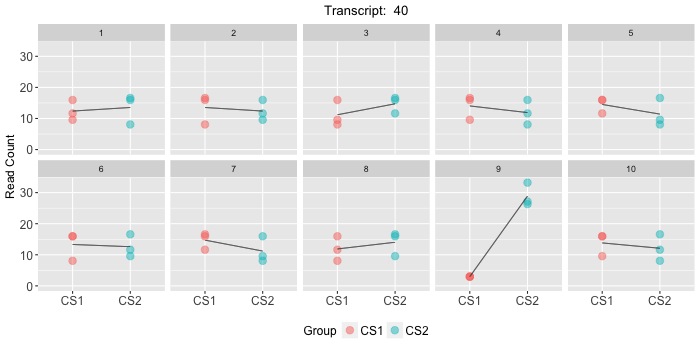 Transcript: 40
1 2 3 4 5
30
20
10
0
Read Count
6 7 8 9 10
30
20
10
0
CS1 CS2 CS1 CS2 CS1 CS2 CS1 CS2 CS1 CS2
Group CS1 CS2